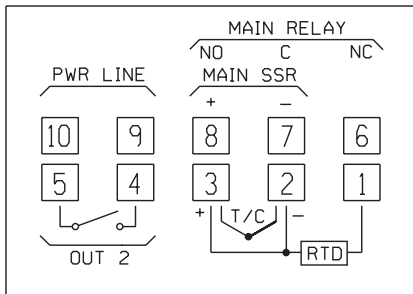 MAIN RELAY
NO C NC
PWR LINE MAIN SSR
+ −
10 9 8 7 6
5 4 3 2 1
+ T/C −
RTD
OUT 2